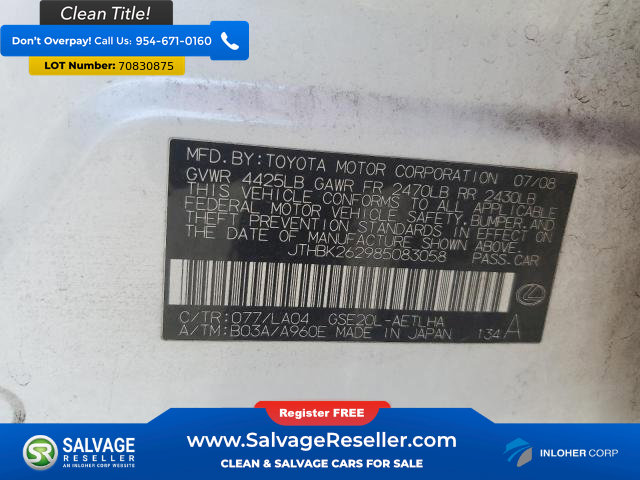 Clean Title!
Don't Overpay! Call Us: 954-671-0160
LOT Number: 70830875
MFD. BY: TOYOTA MOTOR CORPORATION 07/08
GVWR 4425LB GAWR FR 2470LB RR 2430LB
THIS VEHICLE CONFORMS TO ALL APPLICABLE
FEDERAL MOTOR VEHICLE SAFETY, BUMPER, AND
THEFT PREVENTION STANDARDS IN EFFECT ON
THE DATE OF MANUFACTURE SHOWN ABOVE.
JTHBK262985083058 PASS. CAR
C/TR: 077/LA04 GSE20L-AETLHA
A/TM: B03A/A960E MADE IN JAPAN 134 A
Register FREE
SALVAGE RESELLER
AN INLOHER CORP WEBSITE
www.SalvageReseller.com
CLEAN & SALVAGE CARS FOR SALE
INLOHER CORP